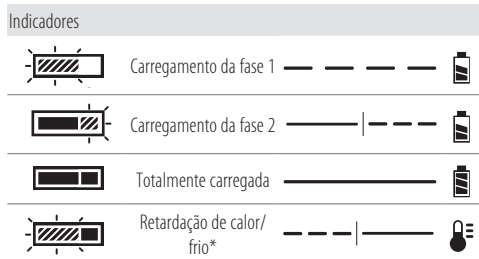 Indicadores
Carregamento da fase 1
Carregamento da fase 2
Totalmente carregada
Retardação de calor/
frio*